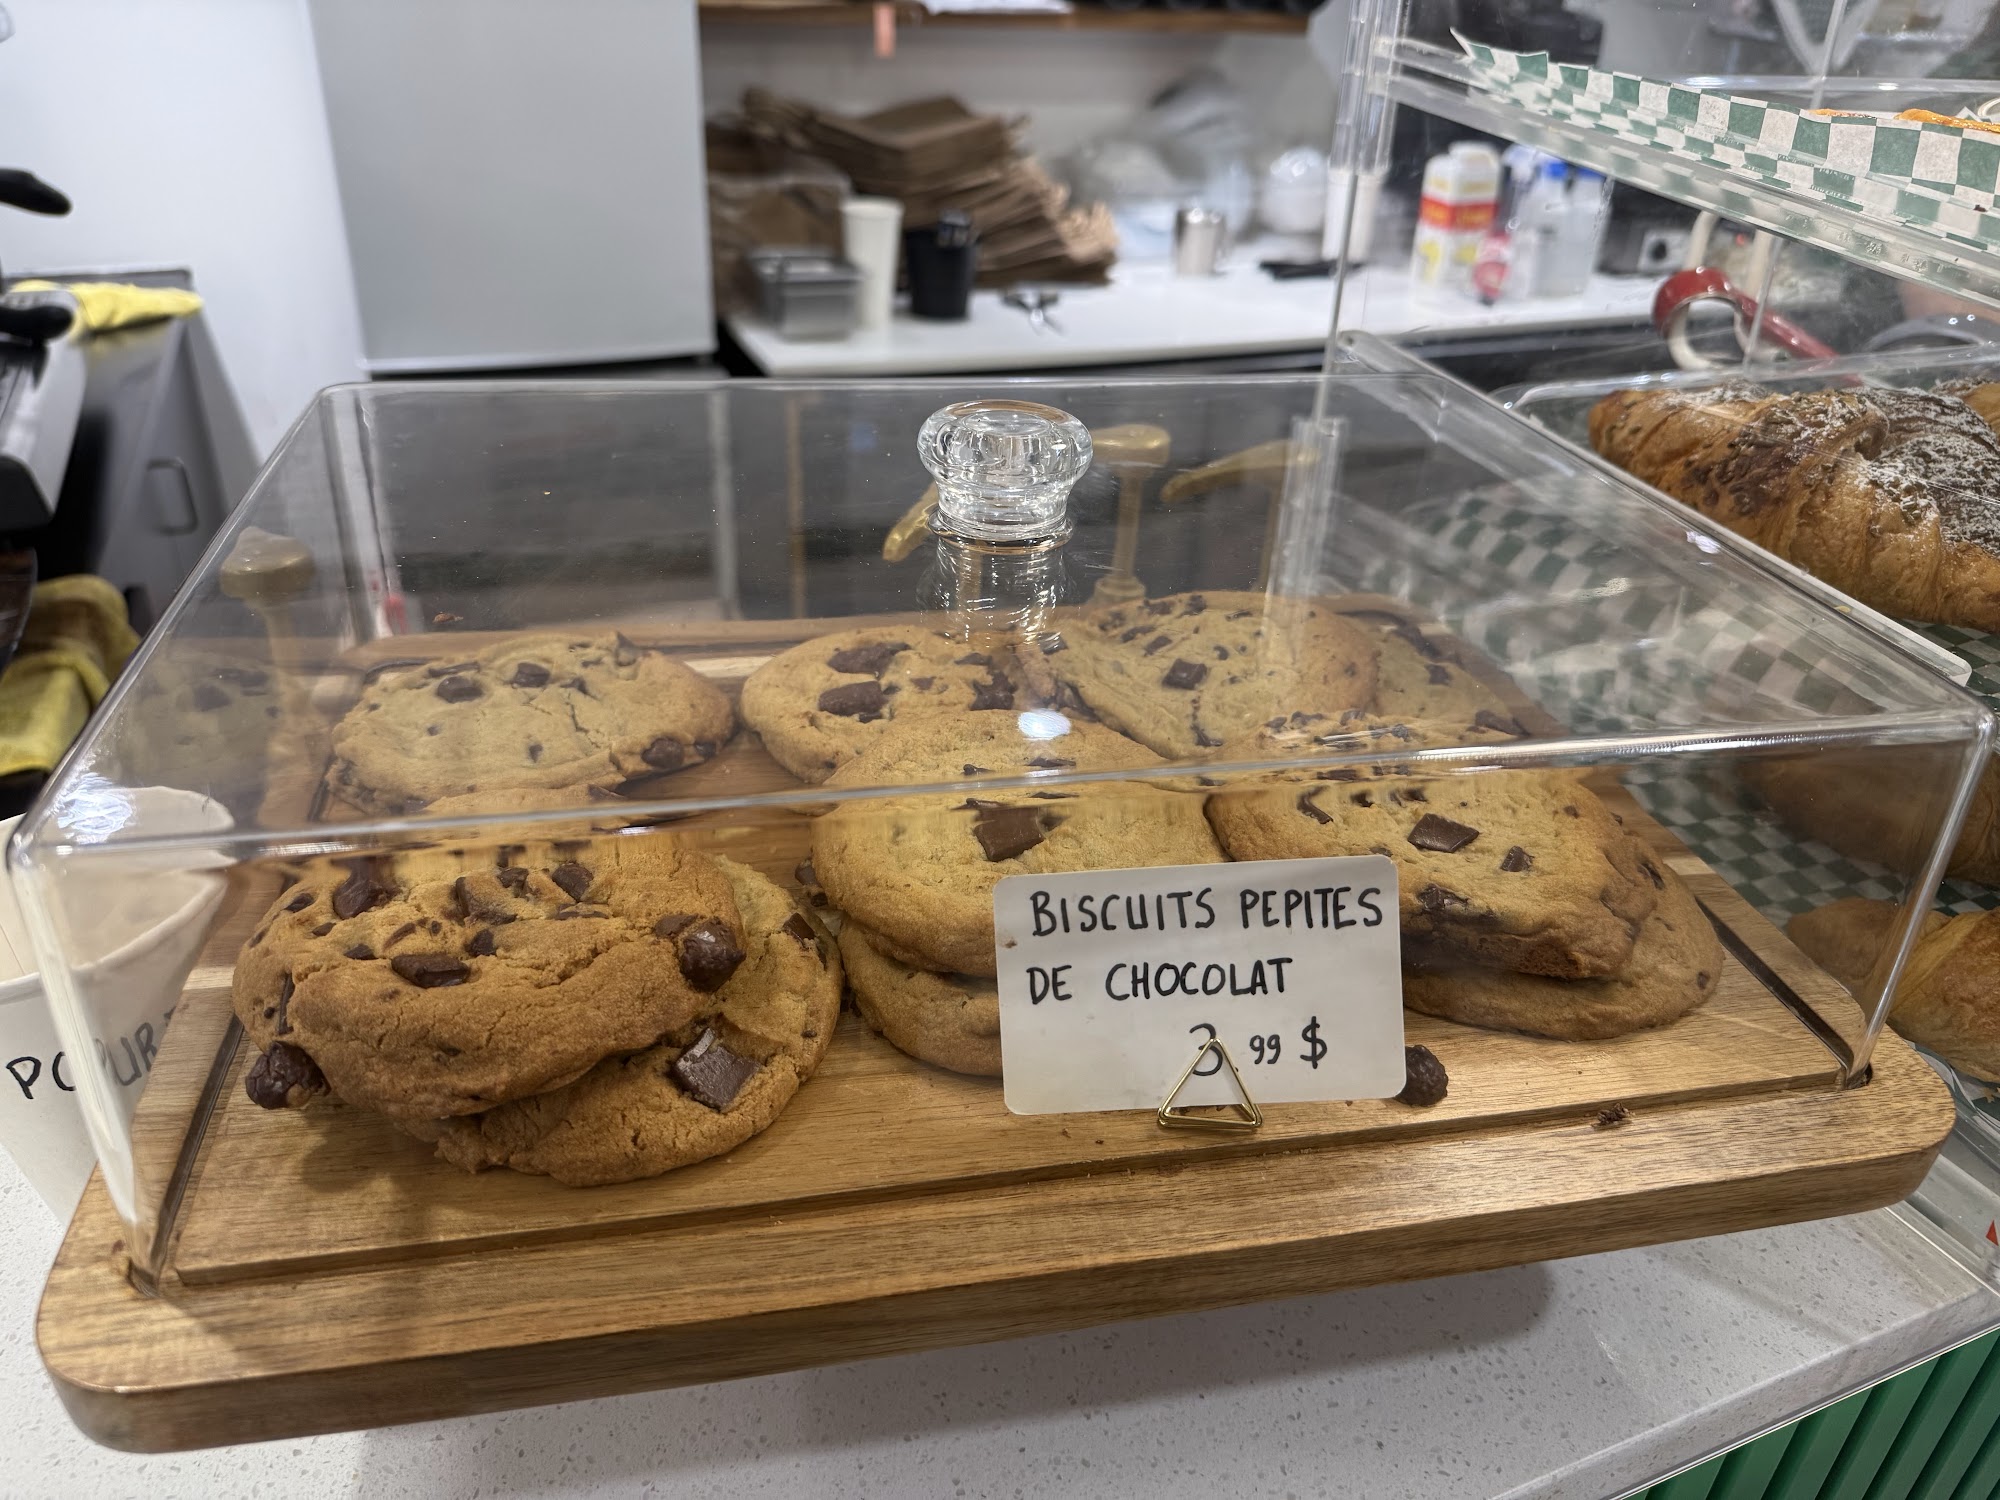 BISCUITS PEPITES
DE CHOCOLAT
3.99 $